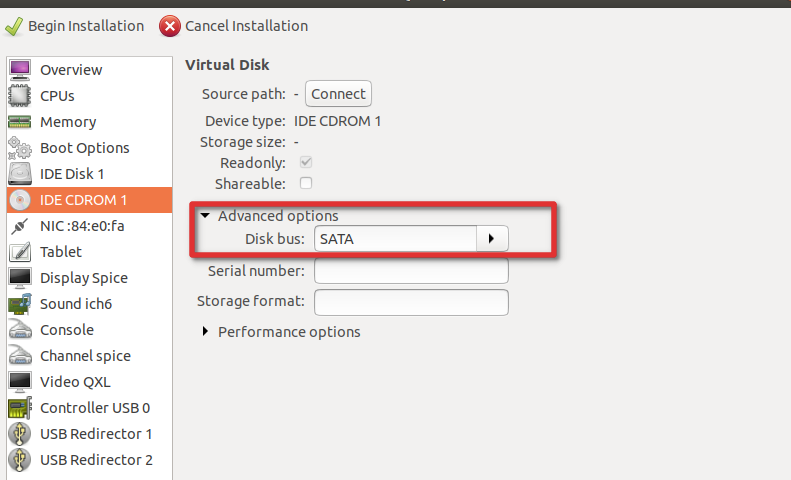 Begin Installation Cancel Installation
Overview
CPUs
Memory
Boot Options
IDE Disk 1
IDE CDROM 1
NIC :84:e0:fa
Tablet
Display Spice
Sound ich6
Console
Channel spice
Video QXL
Controller USB 0
USB Redirector 1
USB Redirector 2
Virtual Disk
Source path: - Connect
Device type: IDE CDROM 1
Storage size: -
Readonly:
Shareable:
Advanced options
Disk bus: SATA
Serial number:
Storage format:
Performance options